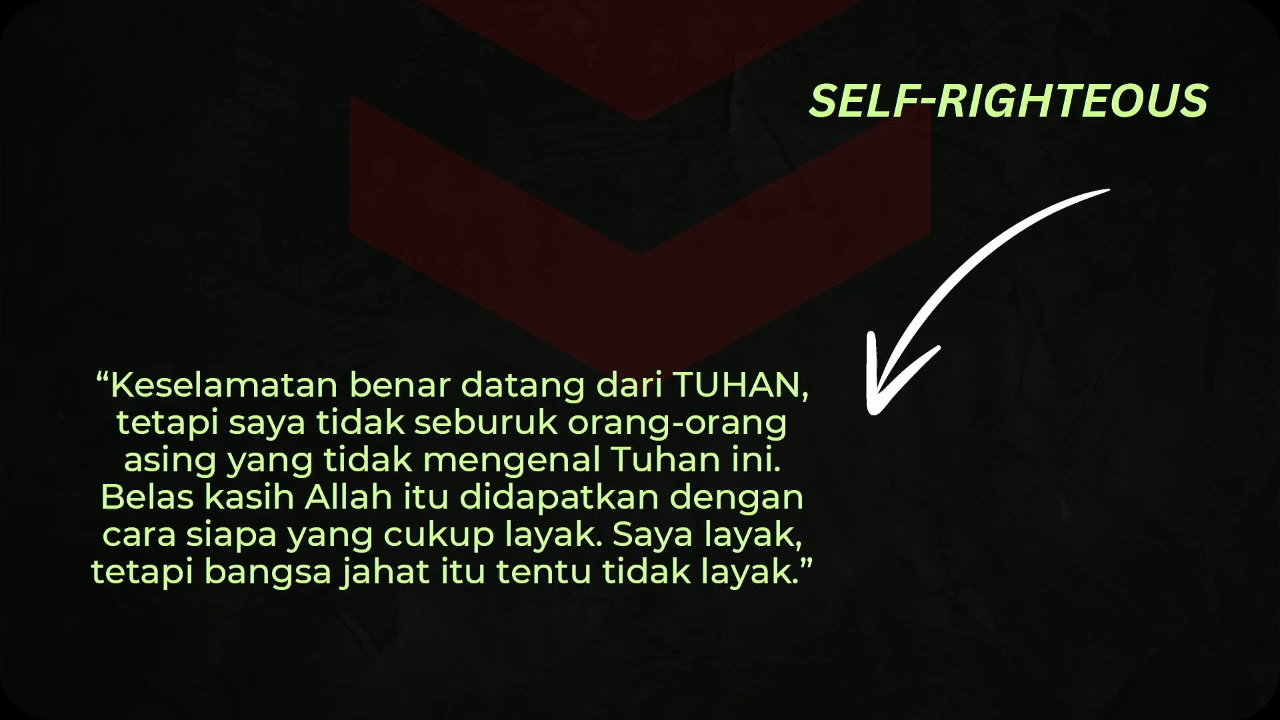 SELF-RIGHTEOUS
“Keselamatan benar datang dari TUHAN,
tetapi saya tidak seburuk orang-orang
asing yang tidak mengenal Tuhan ini.
Belas kasih Allah itu didapatkan dengan
cara siapa yang cukup layak. Saya layak,
tetapi bangsa jahat itu tentu tidak layak.”